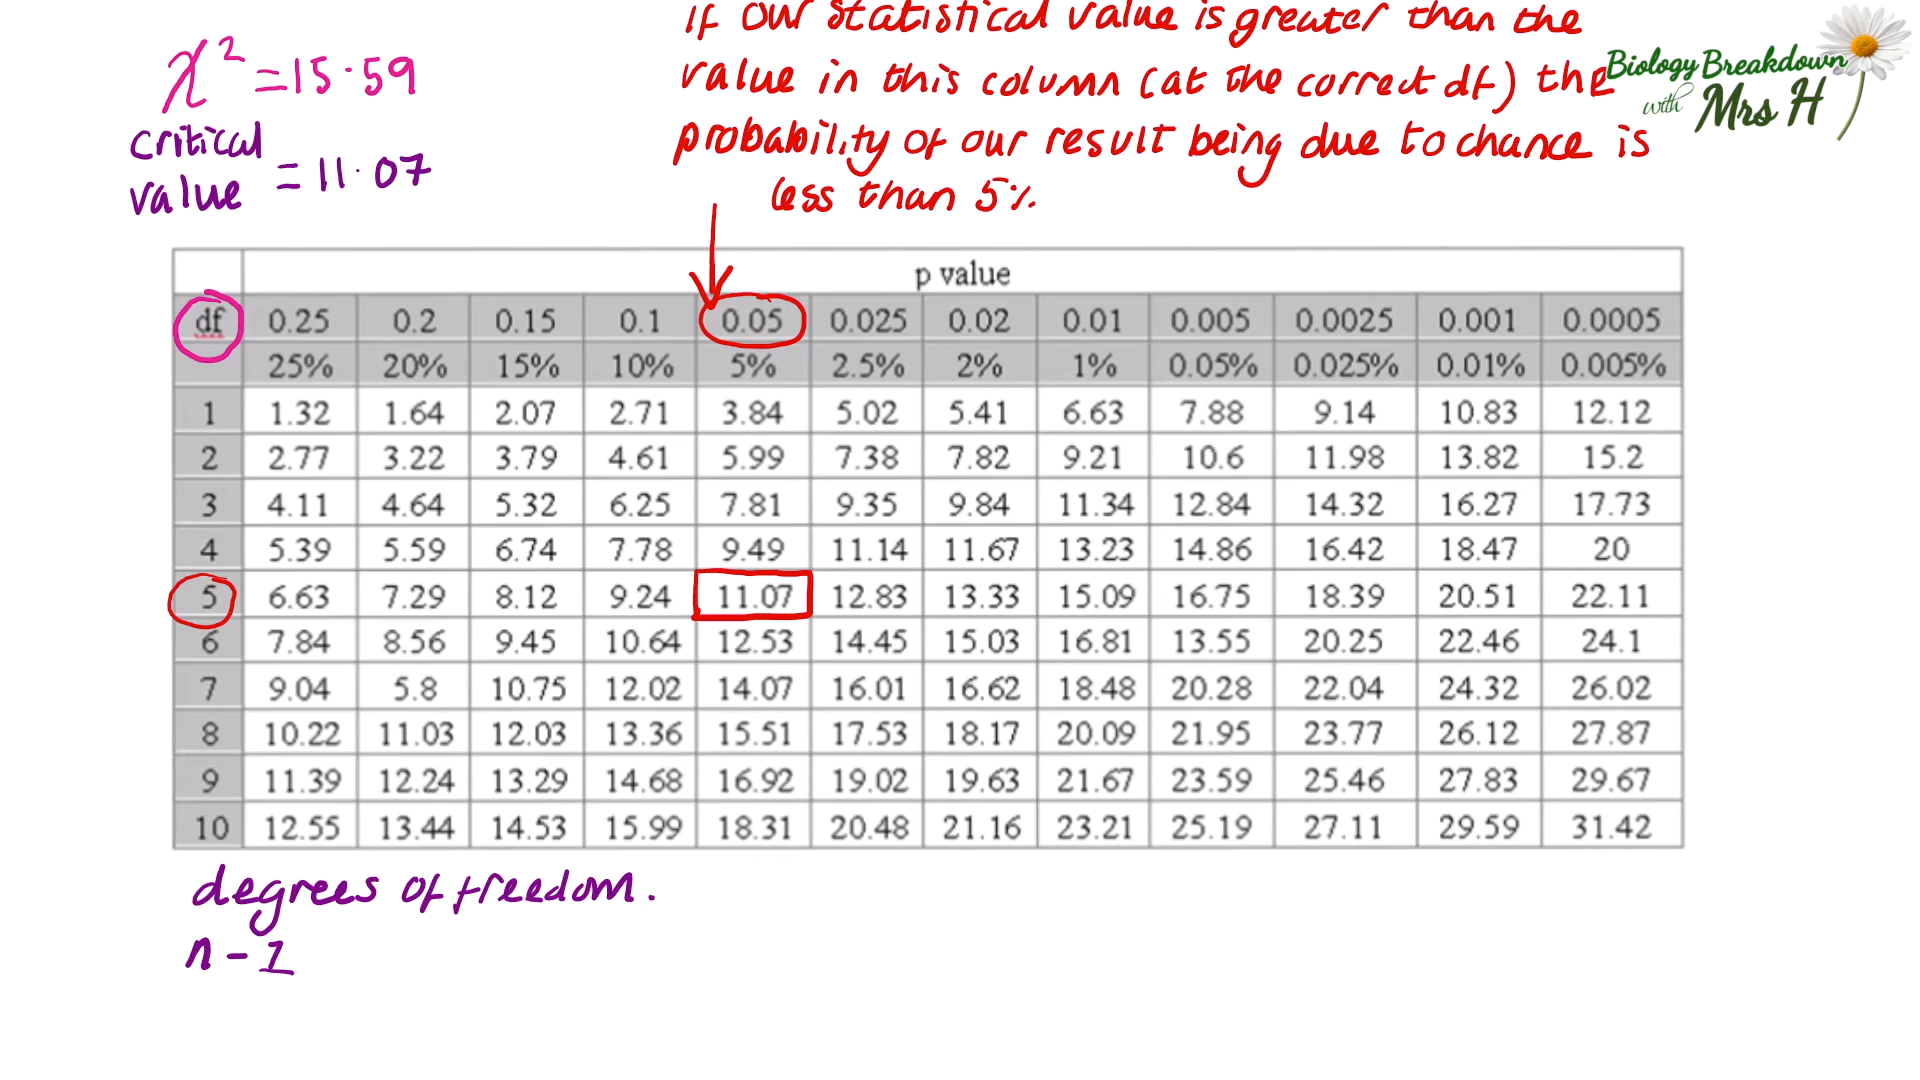 If our statistical value is greater than the
value in this column (at the correct df) the
probability of our result being due to chance is
less than 5%.
Biology Breakdown
with Mrs H
χ² = 15.59
critical
value = 11.07
p value
df 0.25 0.2 0.15 0.1 0.05 0.025 0.02 0.01 0.005 0.0025 0.001 0.0005
25% 20% 15% 10% 5% 2.5% 2% 1% 0.05% 0.025% 0.01% 0.005%
1 1.32 1.64 2.07 2.71 3.84 5.02 5.41 6.63 7.88 9.14 10.83 12.12
2 2.77 3.22 3.79 4.61 5.99 7.38 7.82 9.21 10.6 11.98 13.82 15.2
3 4.11 4.64 5.32 6.25 7.81 9.35 9.84 11.34 12.84 14.32 16.27 17.73
4 5.39 5.59 6.74 7.78 9.49 11.14 11.67 13.23 14.86 16.42 18.47 20
5 6.63 7.29 8.12 9.24 11.07 12.83 13.33 15.09 16.75 18.39 20.51 22.11
6 7.84 8.56 9.45 10.64 12.53 14.45 15.03 16.81 13.55 20.25 22.46 24.1
7 9.04 5.8 10.75 12.02 14.07 16.01 16.62 18.48 20.28 22.04 24.32 26.02
8 10.22 11.03 12.03 13.36 15.51 17.53 18.17 20.09 21.95 23.77 26.12 27.87
9 11.39 12.24 13.29 14.68 16.92 19.02 19.63 21.67 23.59 25.46 27.83 29.67
10 12.55 13.44 14.53 15.99 18.31 20.48 21.16 23.21 25.19 27.11 29.59 31.42
degrees of freedom.
n - 1